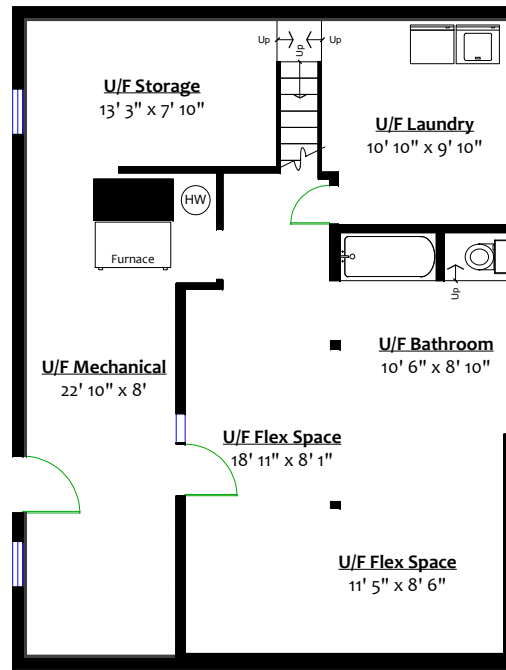 Up
Up
Up
U/F Storage
13' 3" x 7' 10"
U/F Laundry
10' 10" x 9' 10"
HW
Furnace
Up
U/F Bathroom
10' 6" x 8' 10"
U/F Mechanical
22' 10" x 8'
U/F Flex Space
18' 11" x 8' 1"
U/F Flex Space
11' 5" x 8' 6"